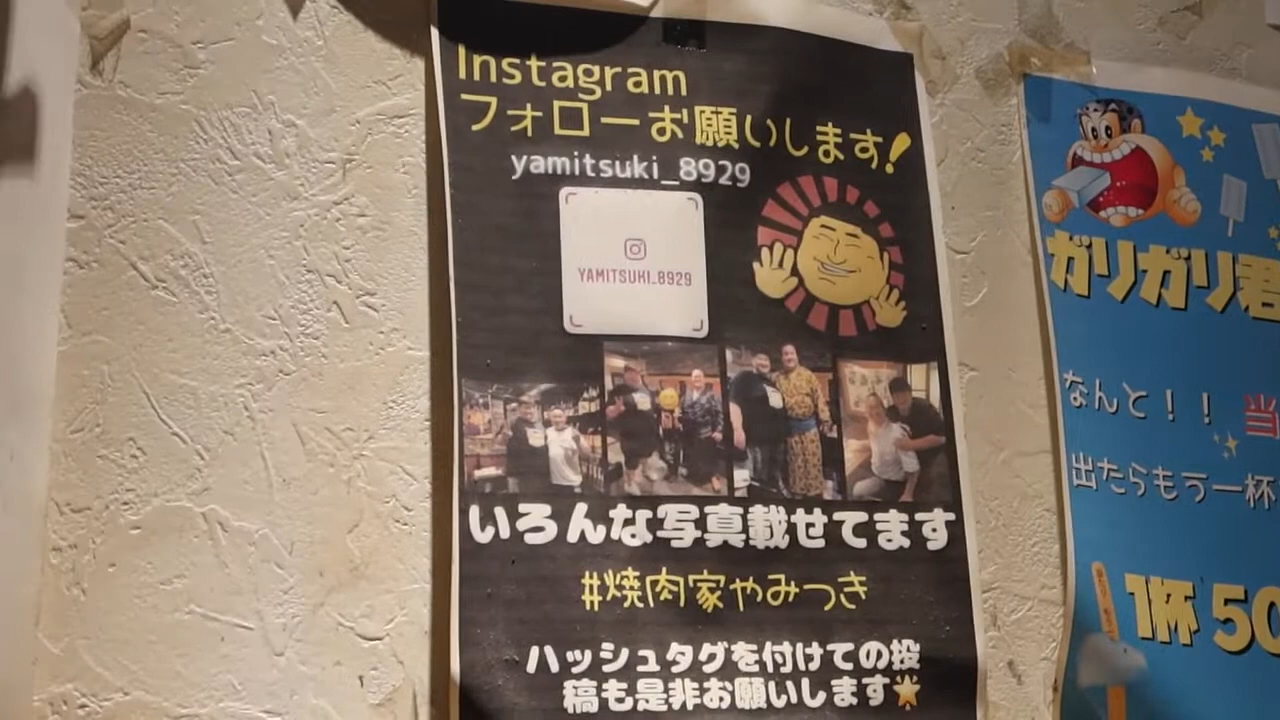 Instagram
フォローお願いします!
yamitsuki_8929
YAMITSUKI_8929
いろんな写真載せてます
#焼肉家やみつき
ハッシュタグを付けての投
稿も是非お願いします
ガリガリ君
なんと！！当
出たらもう一杯
1杯 50